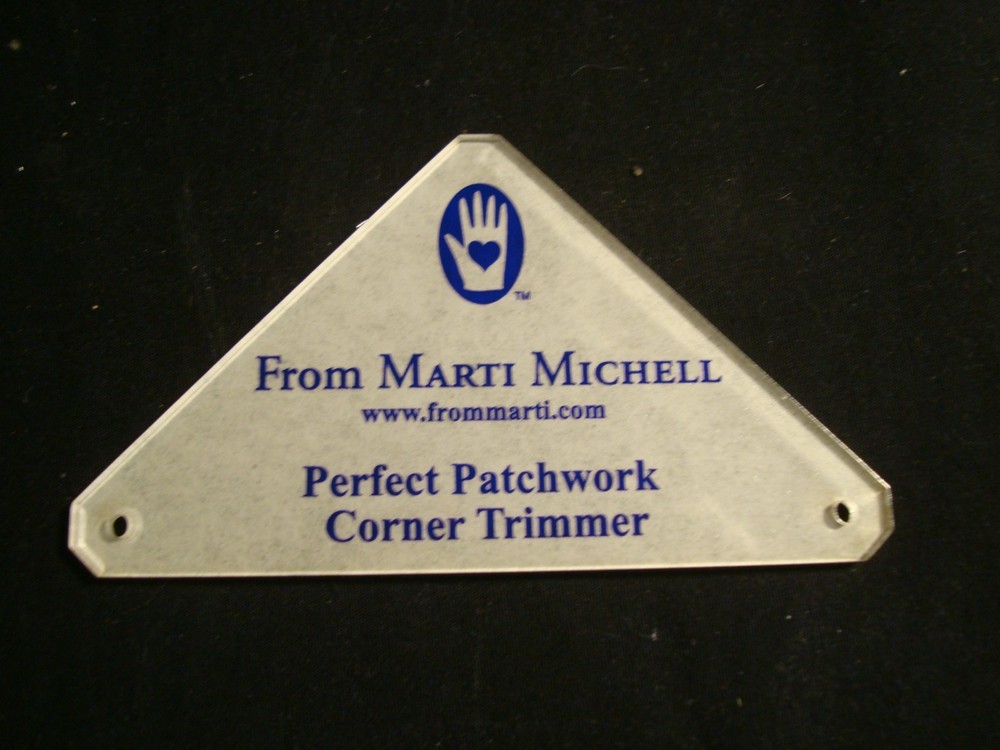 TM
From MARTI MICHELL
www.frommarti.com
Perfect Patchwork
Corner Trimmer